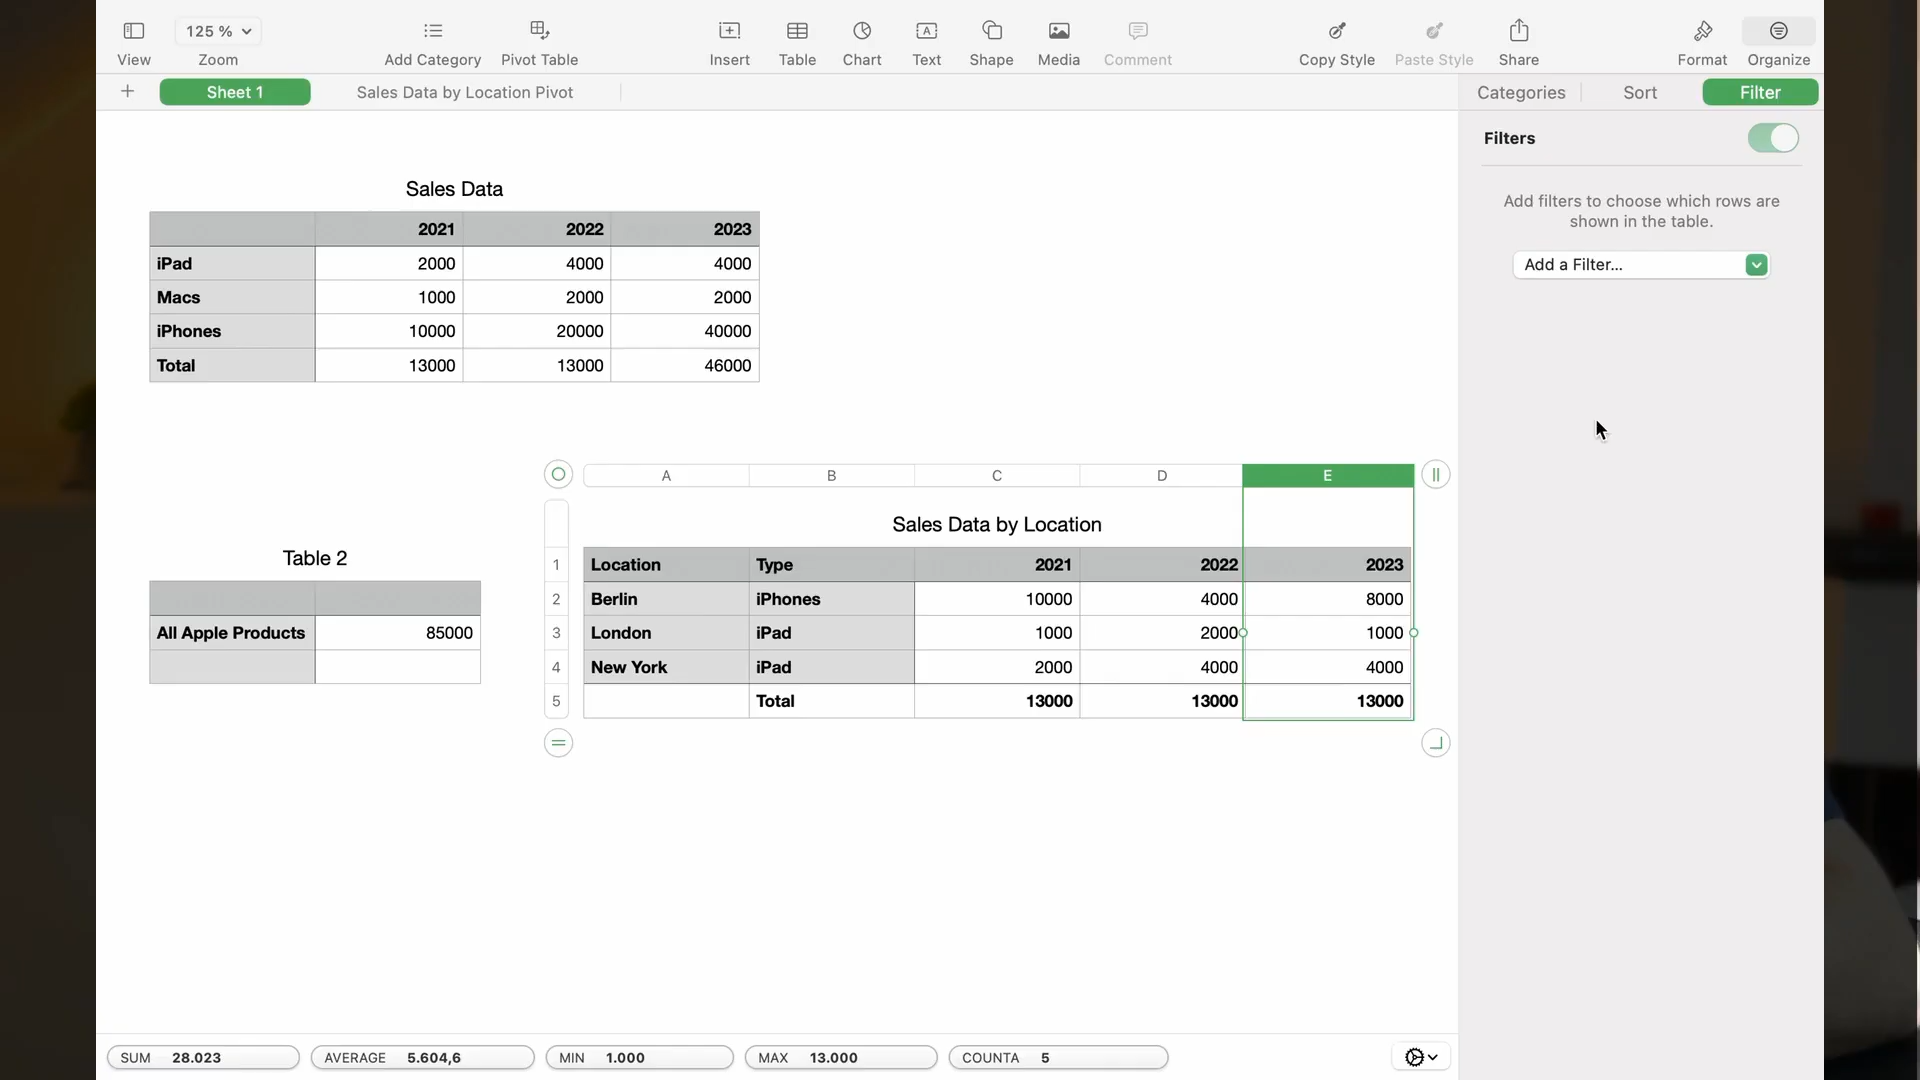 125 %
View
Zoom
Add Category
Pivot Table
Insert
Table
Chart
Text
Shape
Media
Comment
Copy Style
Paste Style
Share
Format
Organize
Sheet 1
Sales Data by Location Pivot
Categories
Sort
Filter
Filters
Add filters to choose which rows are
shown in the table.
Add a Filter...
Sales Data
2021 2022 2023
iPad 2000 4000 4000
Macs 1000 2000 2000
iPhones 10000 20000 40000
Total 13000 13000 46000
Table 2
All Apple Products 85000
A B C D E
Sales Data by Location
1 Location Type 2021 2022 2023
2 Berlin iPhones 10000 4000 8000
3 London iPad 1000 2000 1000
4 New York iPad 2000 4000 4000
5 Total 13000 13000 13000
SUM 28.023
AVERAGE 5.604,6
MIN 1.000
MAX 13.000
COUNTA 5